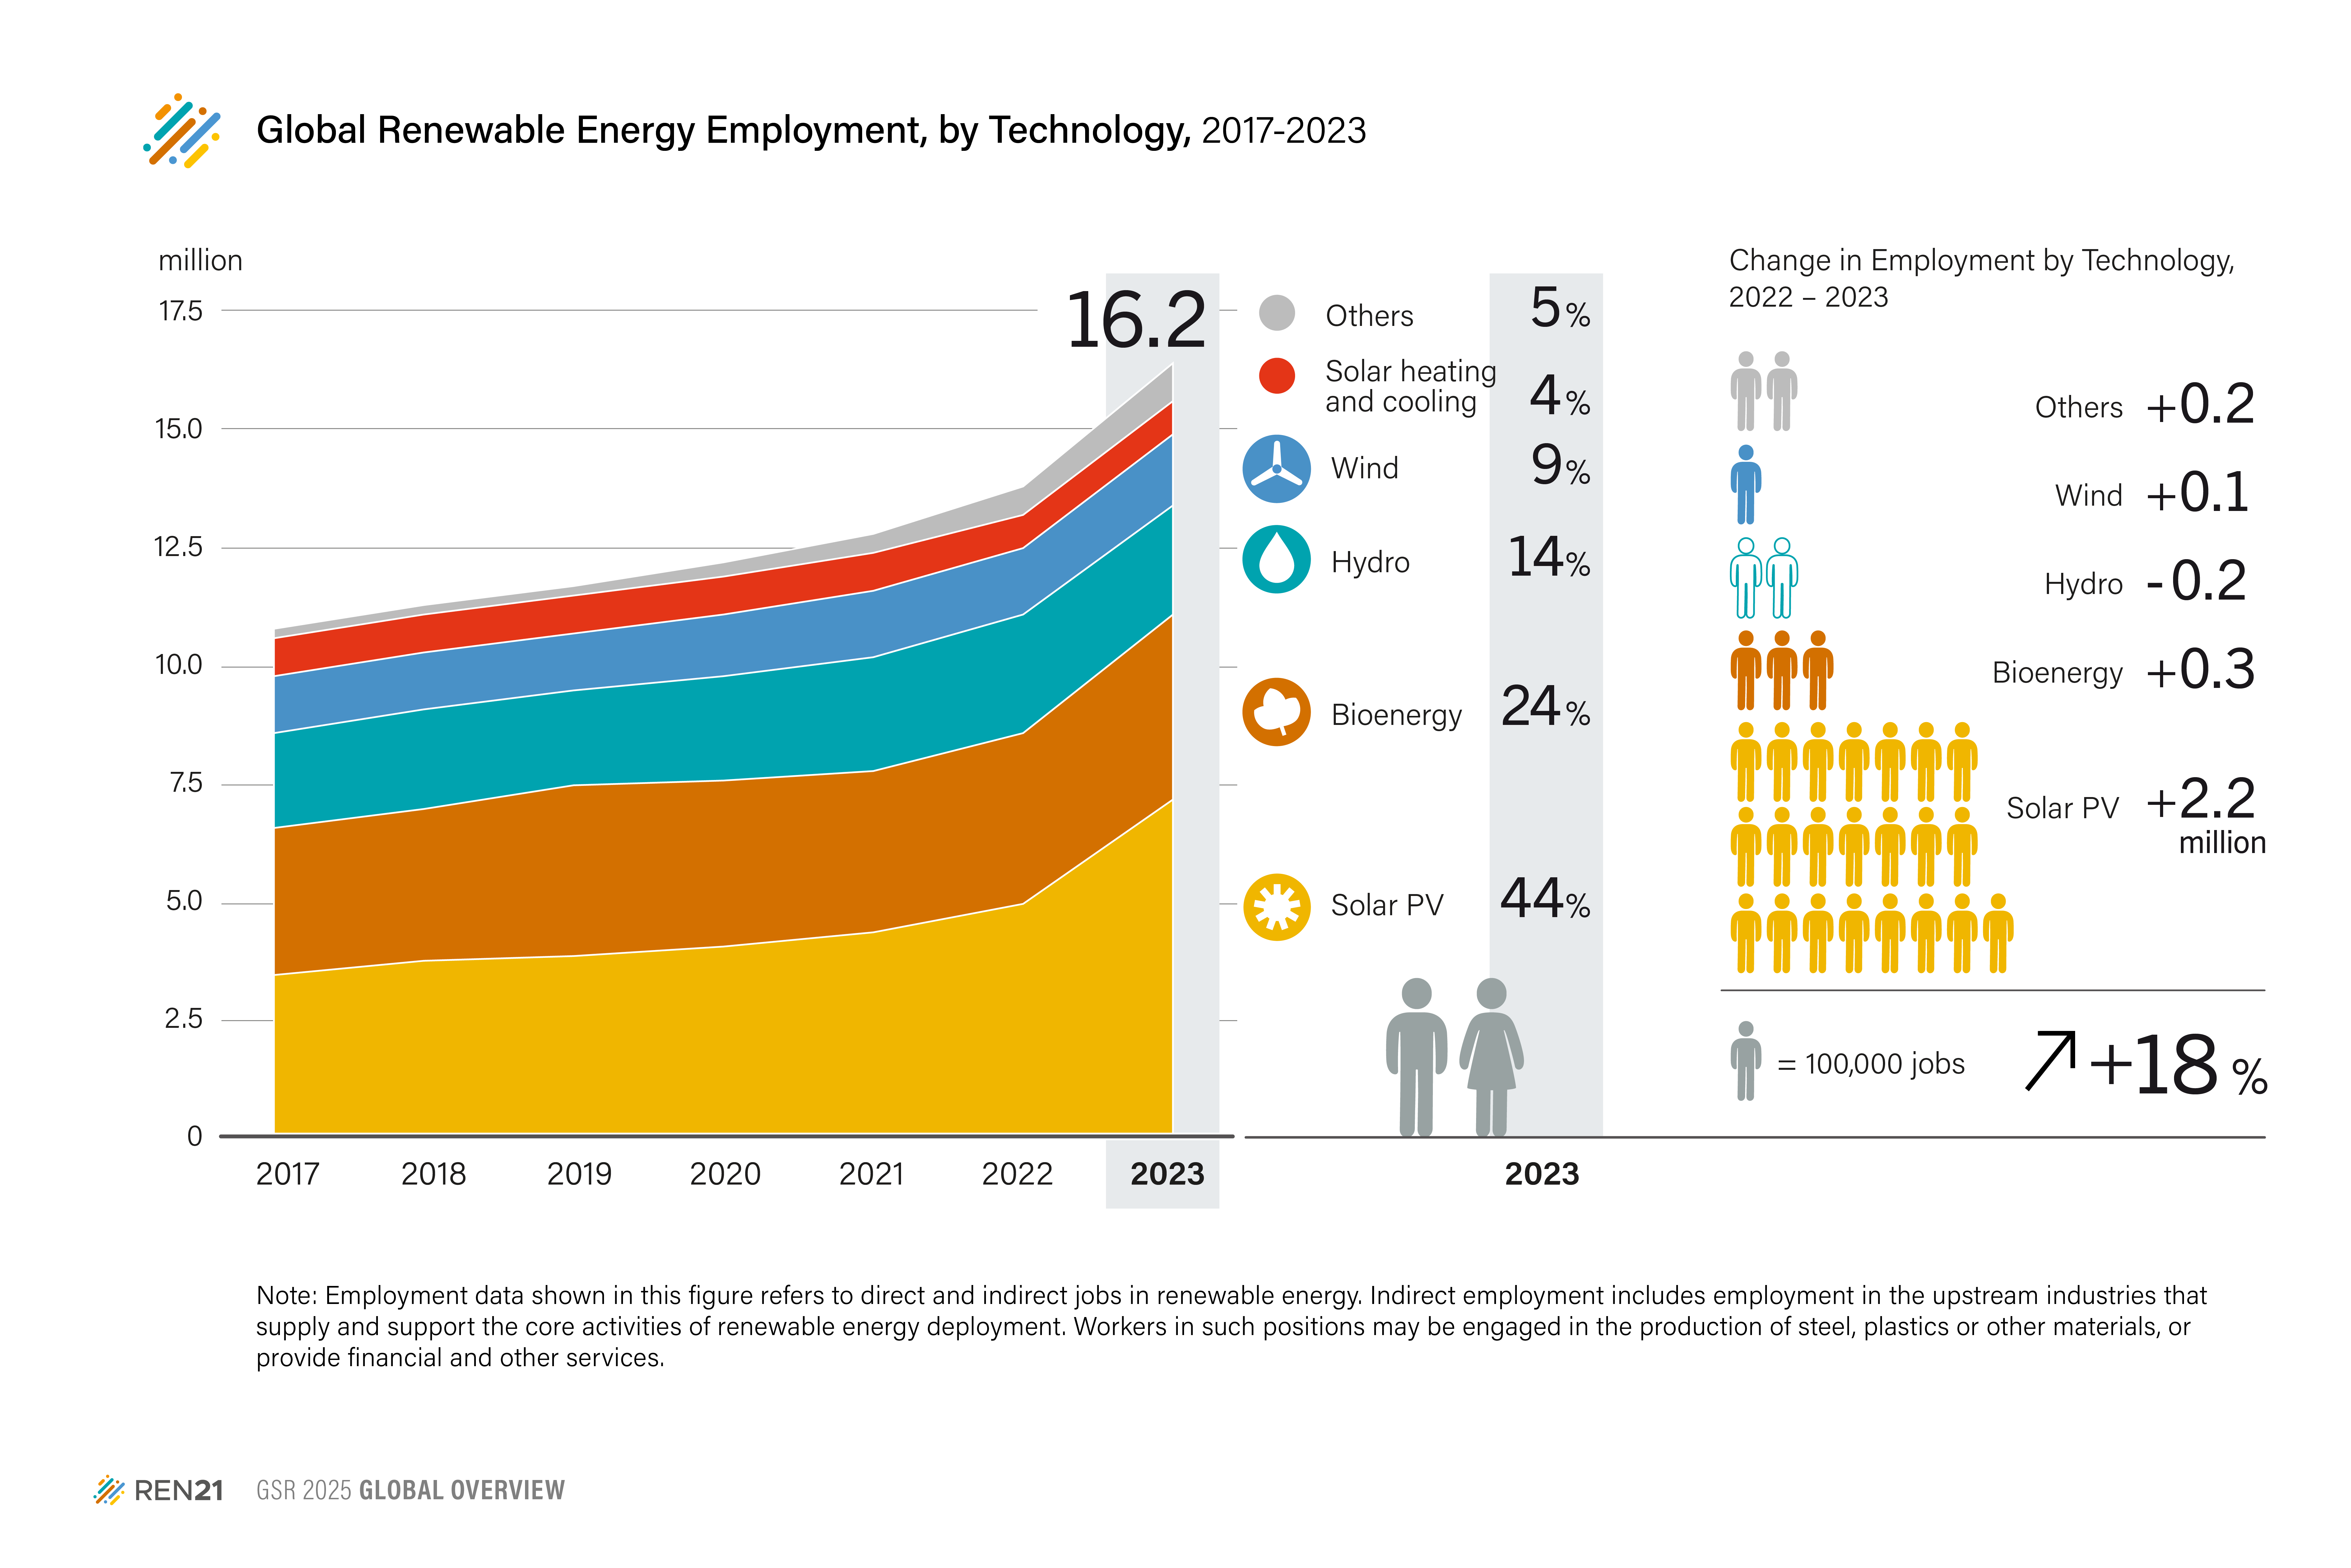 Global Renewable Energy Employment, by Technology, 2017-2023
million
17.5
15.0
12.5
10.0
7.5
5.0
2.5
0
16.2
2017 2018 2019 2020 2021 2022 2023
Others 5 %
Solar heating
and cooling 4 %
Wind 9 %
Hydro 14 %
Bioenergy 24 %
Solar PV 44 %
2023
Change in Employment by Technology,
2022 – 2023
Others +0.2
Wind +0.1
Hydro -0.2
Bioenergy +0.3
Solar PV +2.2
million
= 100,000 jobs +18 %
Note: Employment data shown in this figure refers to direct and indirect jobs in renewable energy. Indirect employment includes employment in the upstream industries that
supply and support the core activities of renewable energy deployment. Workers in such positions may be engaged in the production of steel, plastics or other materials, or
provide financial and other services.
REN21 GSR 2025 GLOBAL OVERVIEW